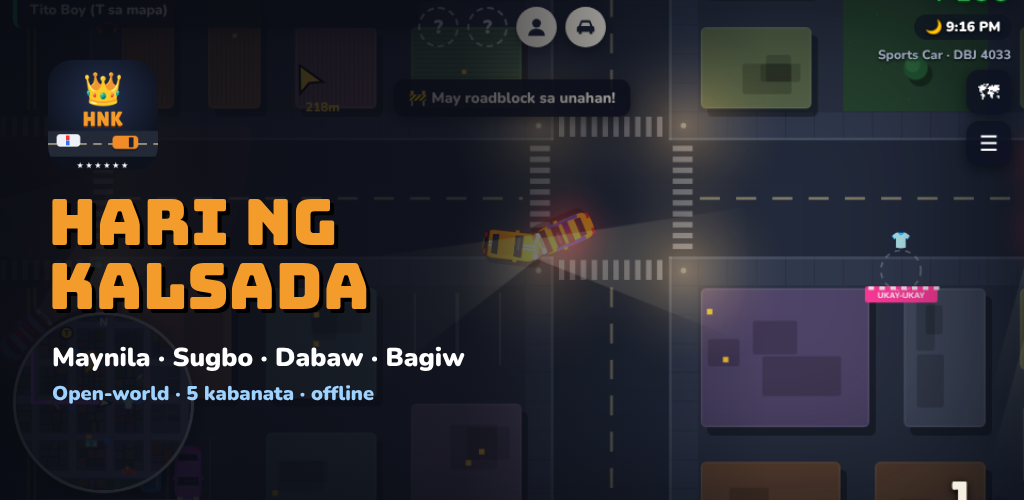 Tito Boy (T sa mapa)
? ?
9:16 PM
Sports Car · DBJ 4033
218m
May roadblock sa unahan!
HNK
★★★★★★
HARI NG
KALSADA
UKAY-UKAY
Maynila · Sugbo · Dabaw · Bagiw
Open-world · 5 kabanata · offline
N